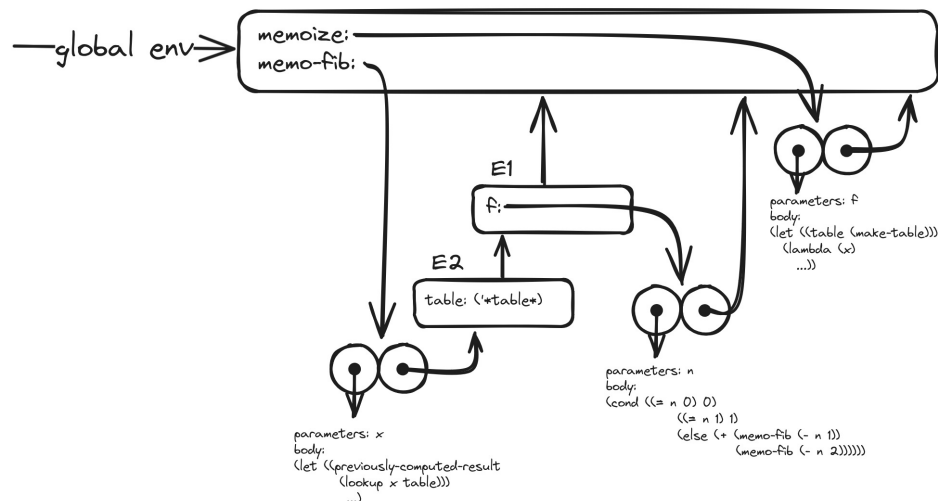 global env
memoize:
memo-fib:
E1
f:
E2
table: ('*table*)
parameters: f
body:
(let ((table (make-table)))
(lambda (x)
...))
parameters: n
body:
(cond ((= n 0) 0)
((= n 1) 1)
(else (+ (memo-fib (- n 1))
(memo-fib (- n 2))))))
parameters: x
body:
(let ((previously-computed-result
(lookup x table)))
...)